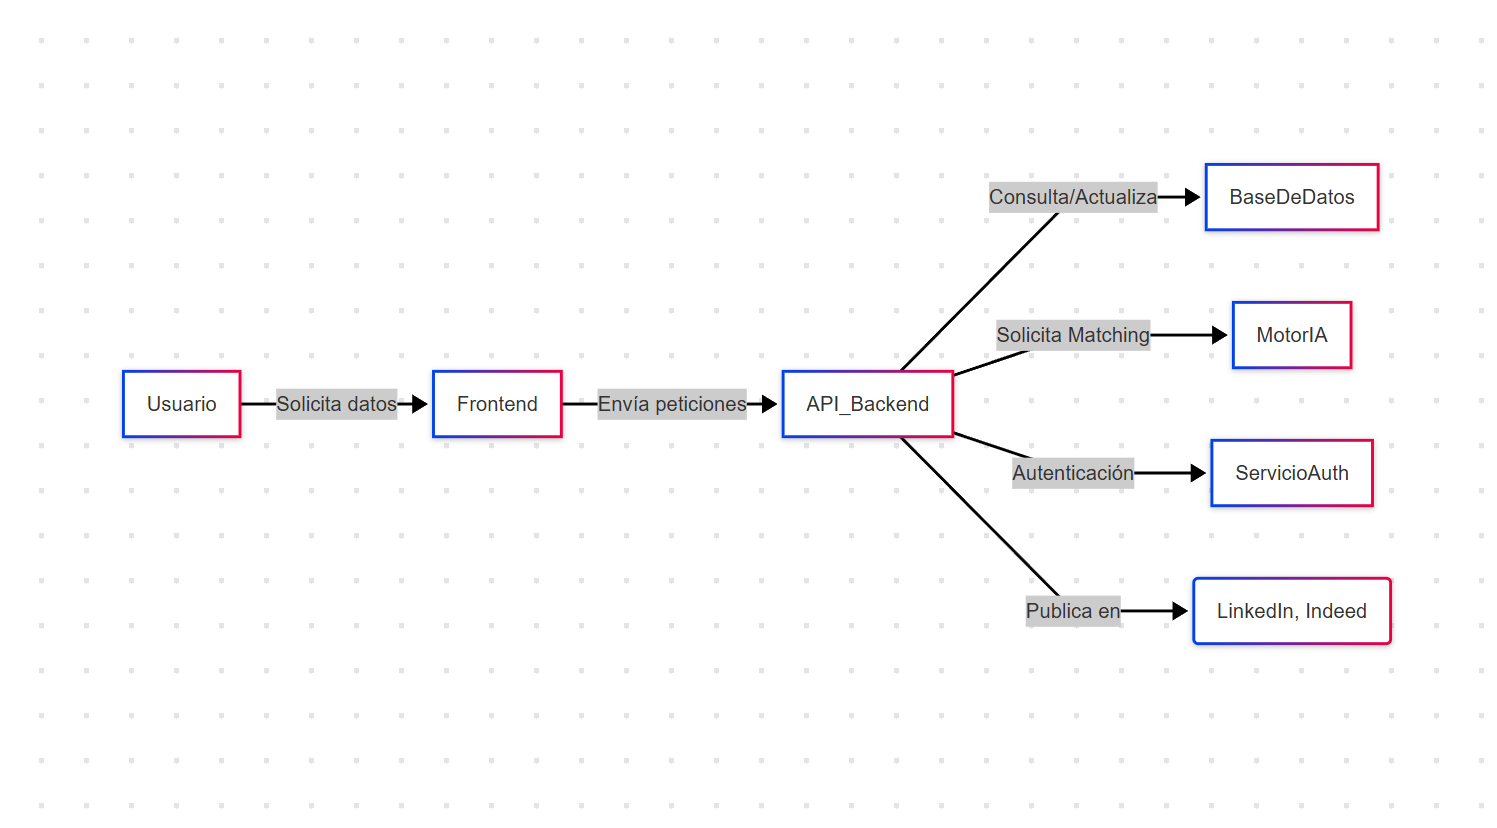 Usuario
Solicita datos
Frontend
Envía peticiones
API_Backend
Consulta/Actualiza
BaseDeDatos
Solicita Matching
MotorIA
Autenticación
ServicioAuth
Publica en
LinkedIn, Indeed